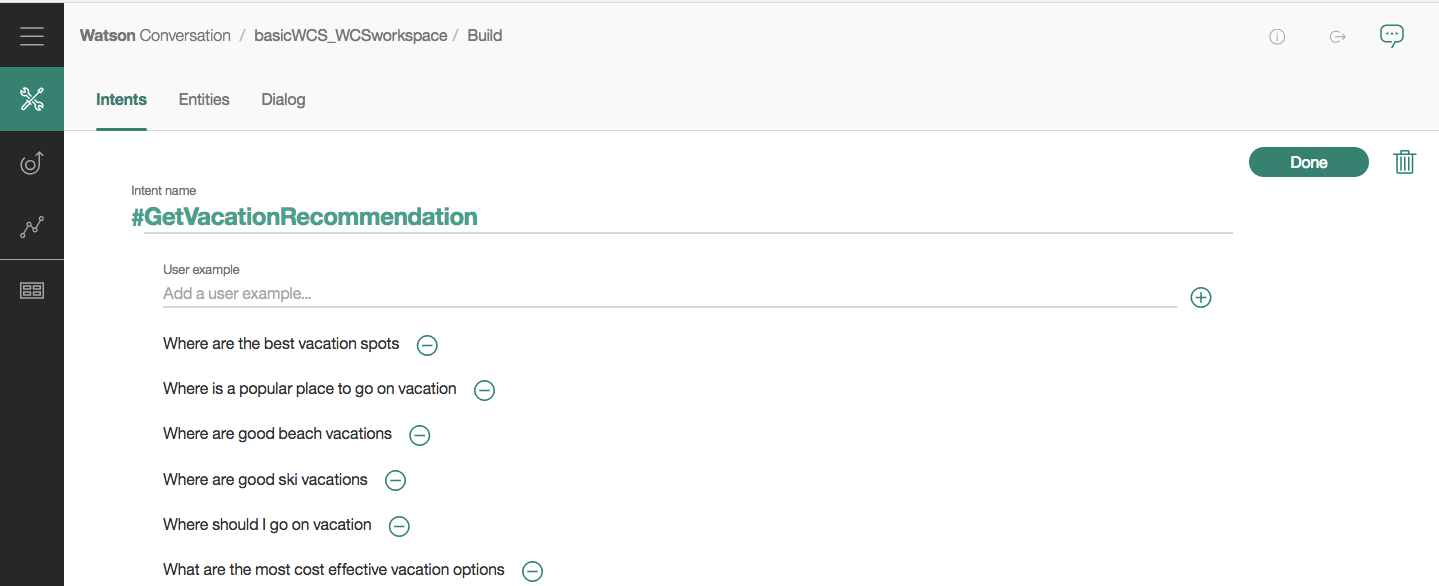 Watson Conversation / basicWCS_WCSworkspace / Build
Intents Entities Dialog
Done
Intent name
#GetVacationRecommendation
User example
Add a user example...
Where are the best vacation spots
Where is a popular place to go on vacation
Where are good beach vacations
Where are good ski vacations
Where should I go on vacation
What are the most cost effective vacation options